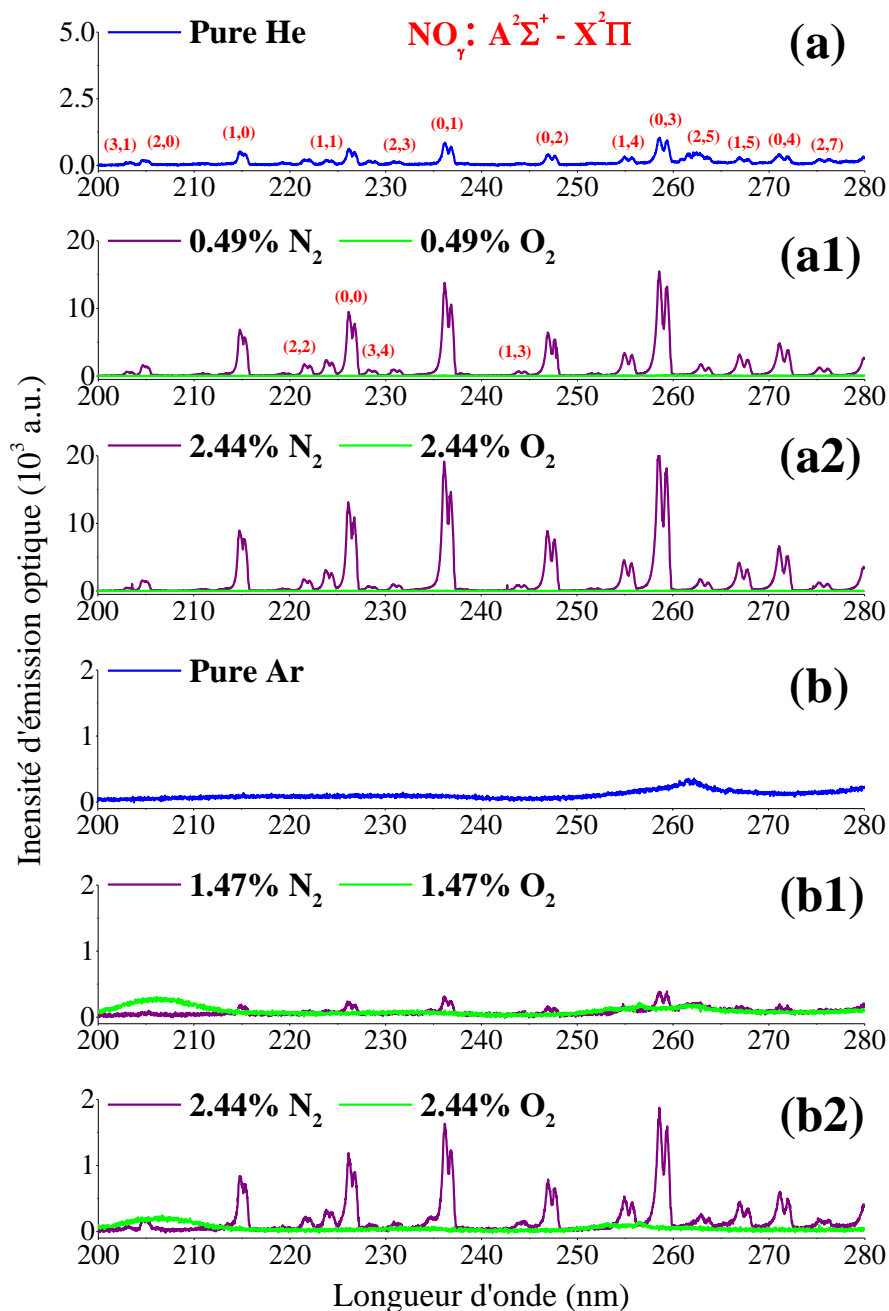 Pure He NOγ: A²Σ⁺ - X²Π (a)
5.0
2.5
0.0
(3,1) (2,0) (1,0) (1,1) (2,3) (0,1) (0,2) (1,4) (0,3) (2,5) (1,5) (0,4) (2,7)
200 210 220 230 240 250 260 270 280
0.49% N₂ 0.49% O₂ (a1)
20
10
0
(2,2) (0,0) (3,4) (1,3)
200 210 220 230 240 250 260 270 280
2.44% N₂ 2.44% O₂ (a2)
20
10
0
200 210 220 230 240 250 260 270 280
Pure Ar (b)
2
1
0
200 210 220 230 240 250 260 270 280
1.47% N₂ 1.47% O₂ (b1)
2
1
0
200 210 220 230 240 250 260 270 280
2.44% N₂ 2.44% O₂ (b2)
2
1
0
200 210 220 230 240 250 260 270 280
Inensité d'émission optique (10³ a.u.)
Longueur d'onde (nm)